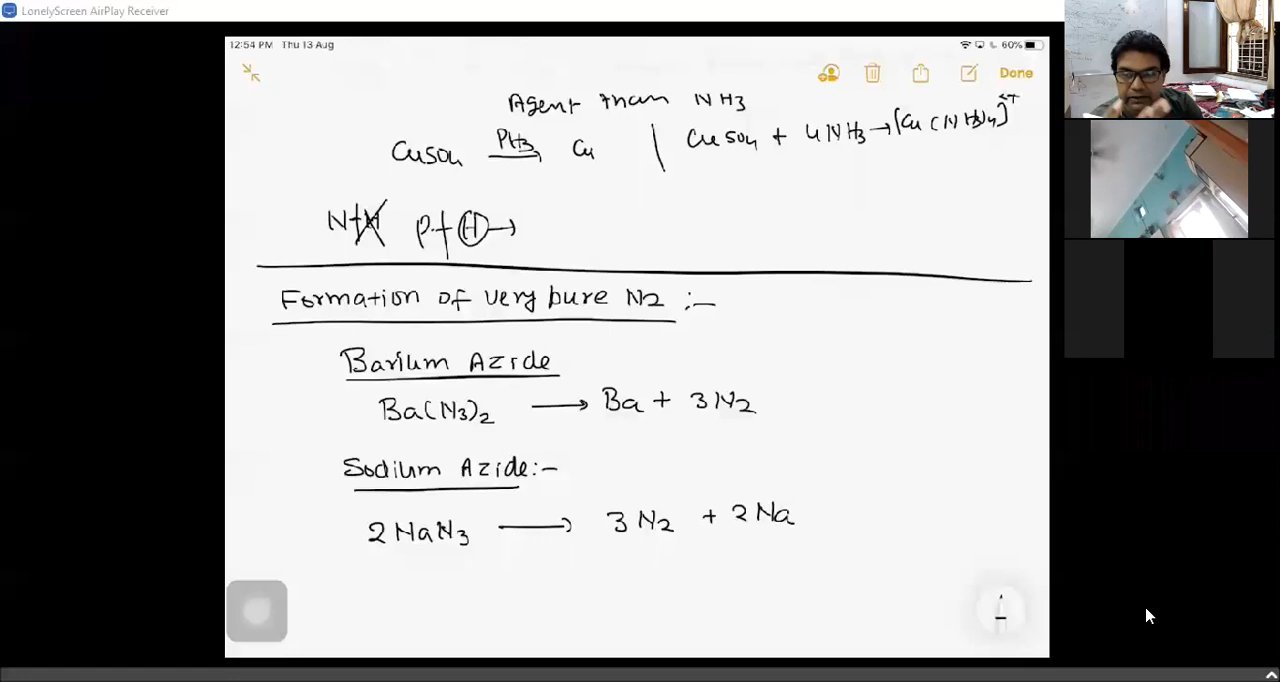 LonelyScreen AirPlay Receiver
12:54 PM Thu 13 Aug
60%
Done
Agent than NH3
CuSO4 PH3 Cu | CuSO4 + 4NH3 → [Cu(NH3)4]++
N+H P+H →
Formation of very pure N2 :-
Barium Azide
Ba(N3)2 → Ba + 3N2
Sodium Azide:-
2NaN3 → 3N2 + 2Na